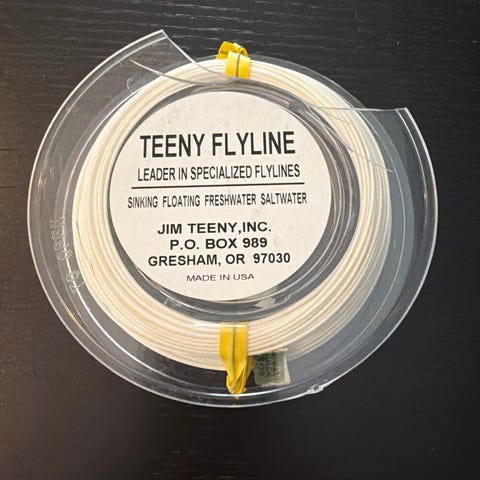 TEENY FLYLINE
LEADER IN SPECIALIZED FLYLINES
SINKING FLOATING FRESHWATER SALTWATER
JIM TEENY,INC.
P.O. BOX 989
GRESHAM, OR 97030
MADE IN USA